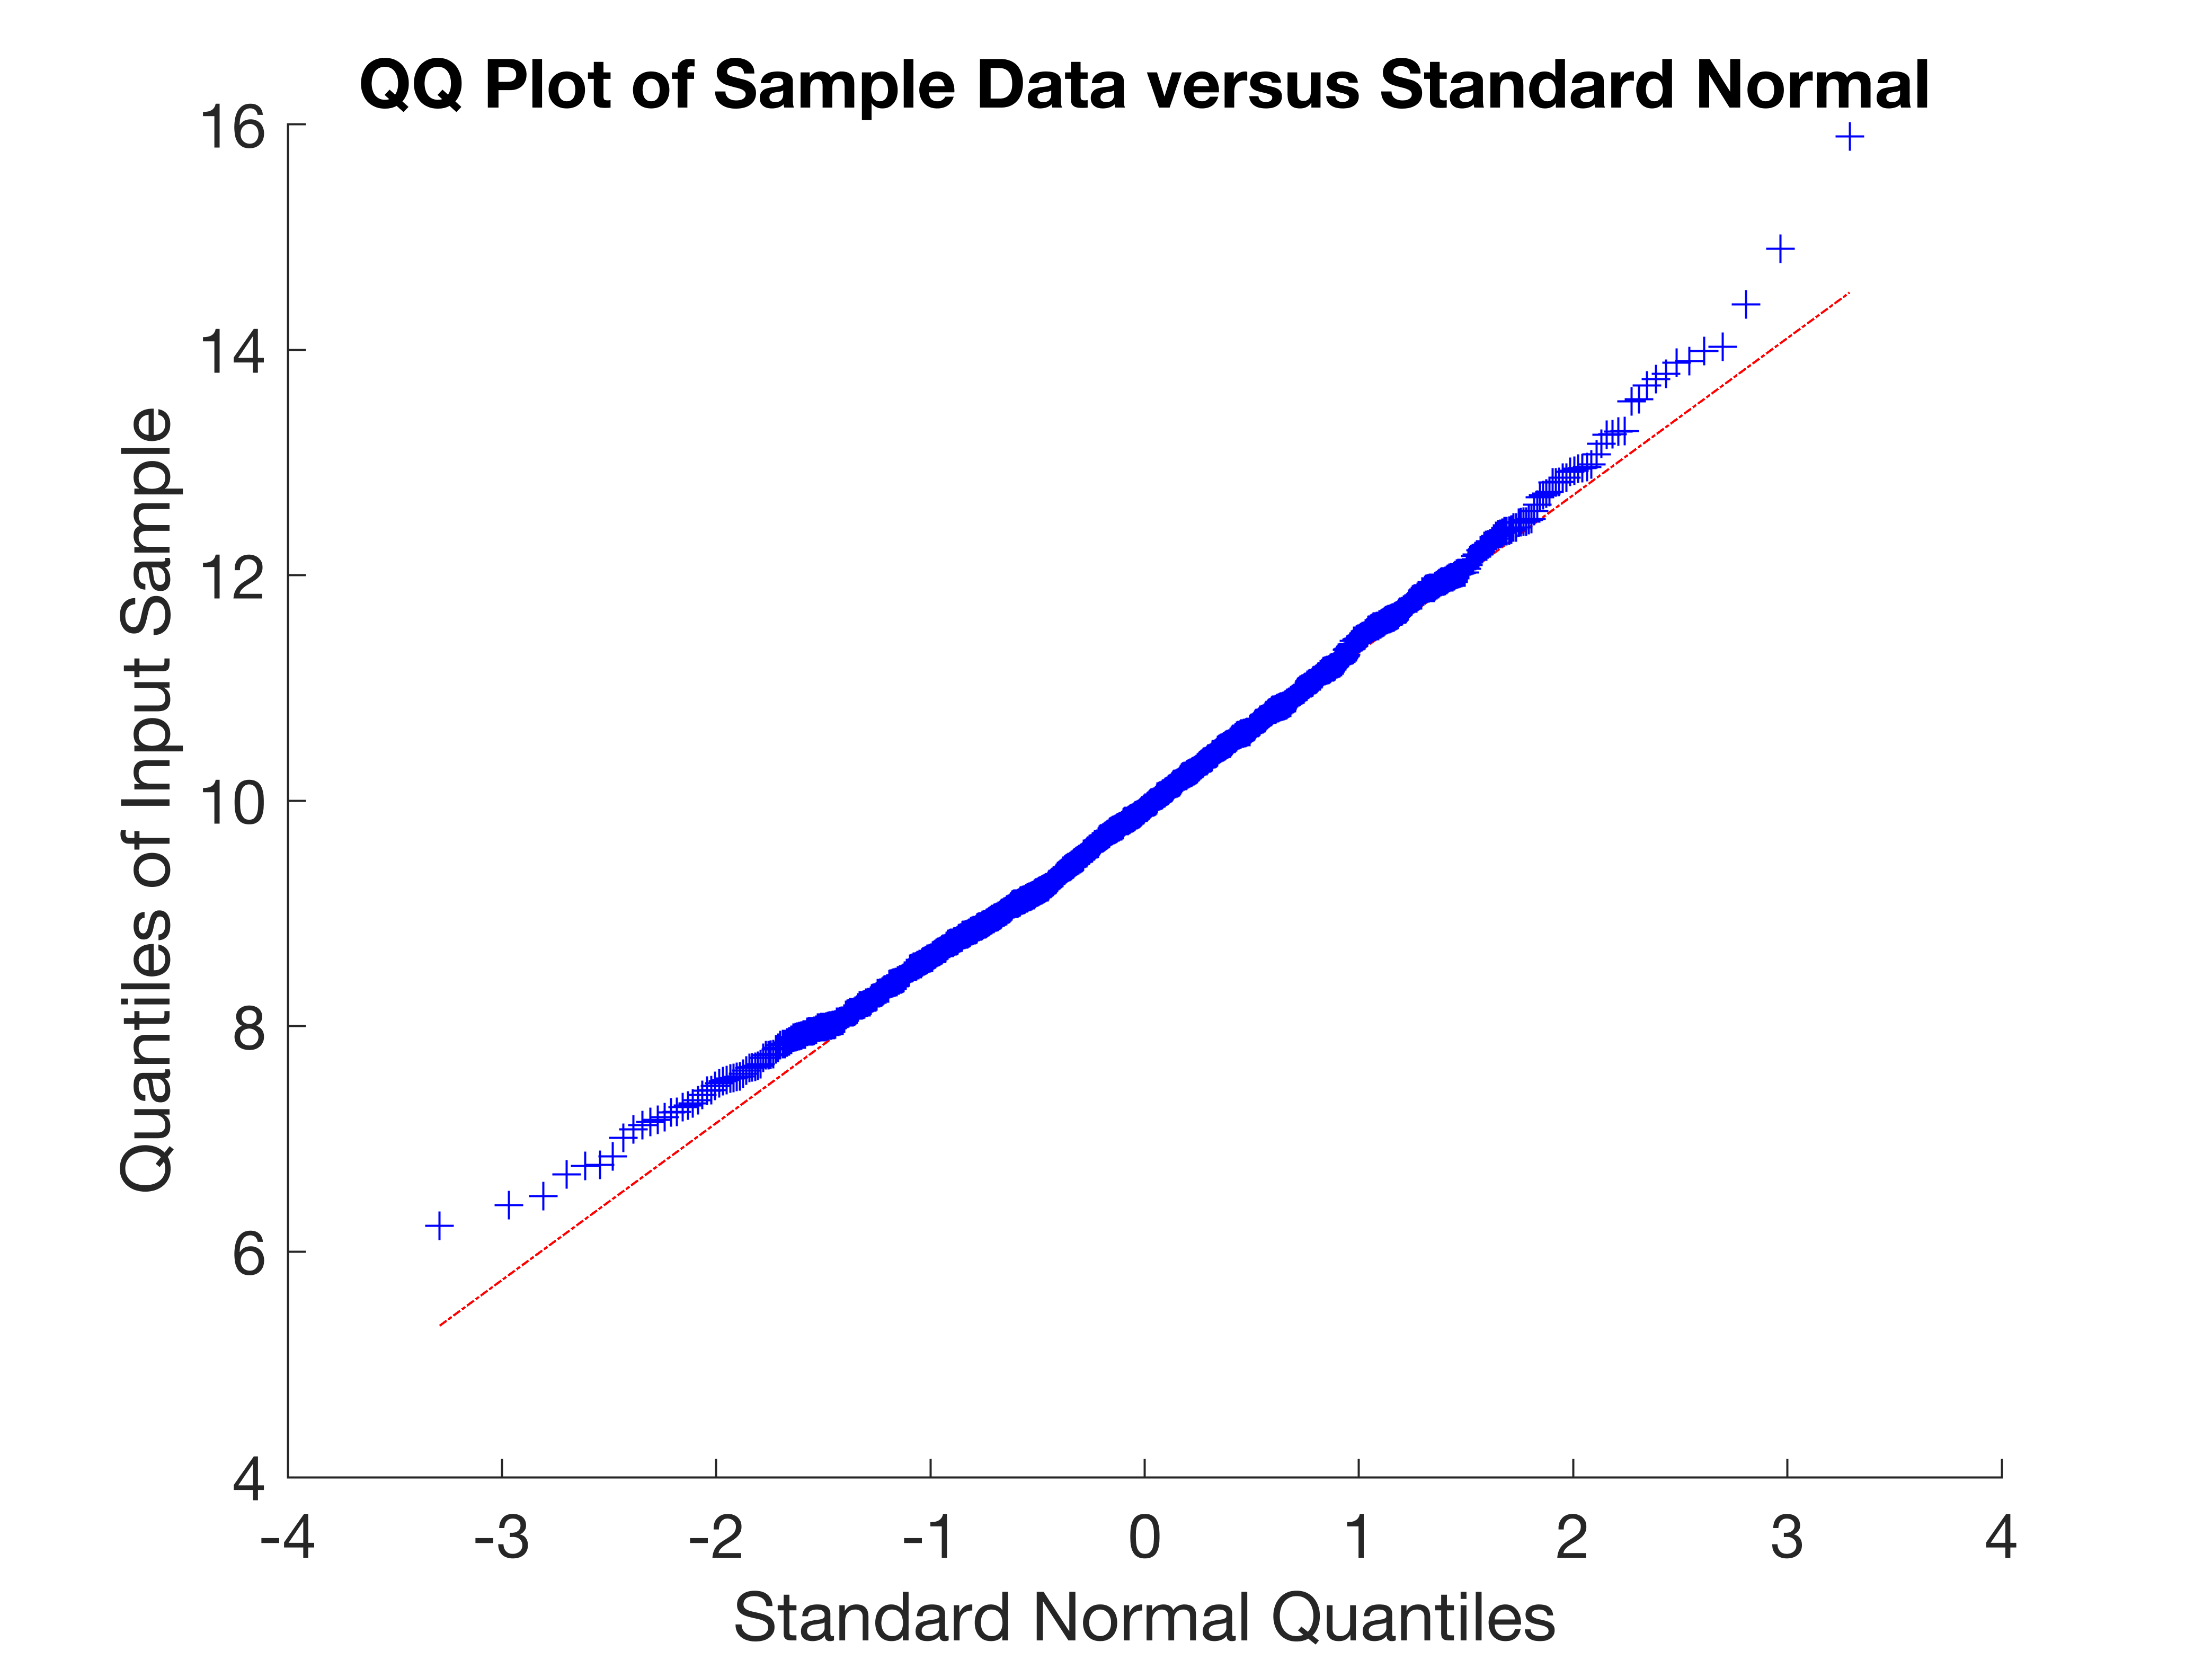 QQ Plot of Sample Data versus Standard Normal
16
14
12
10
8
6
4
Quantiles of Input Sample
-4 -3 -2 -1 0 1 2 3 4
Standard Normal Quantiles